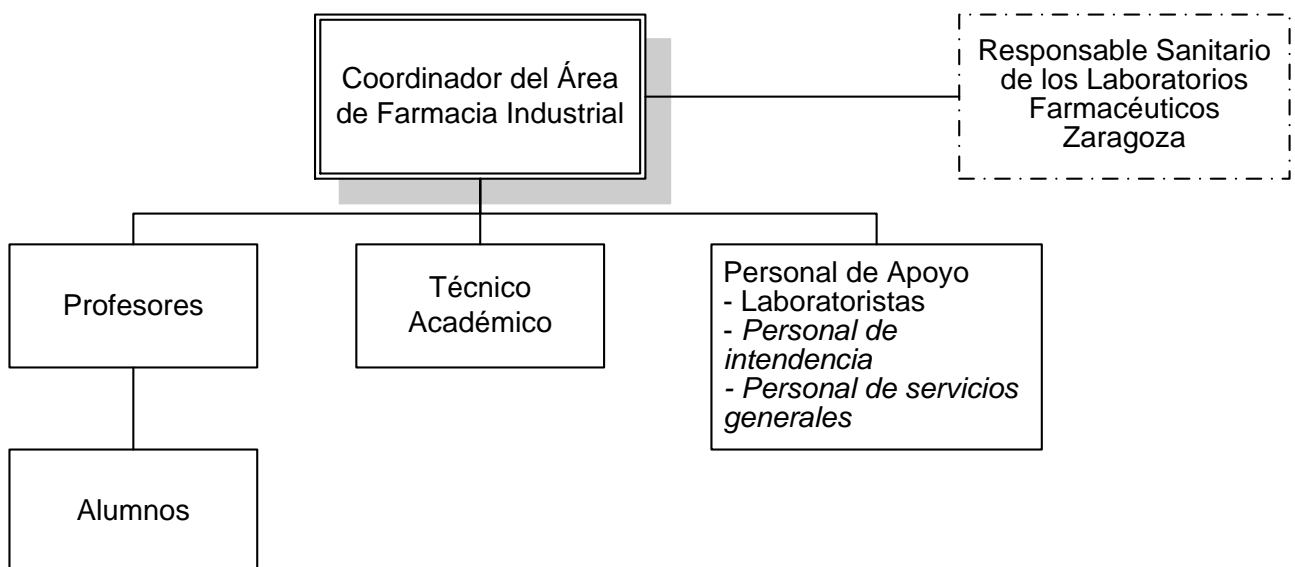 Coordinador del Área
de Farmacia Industrial
Responsable Sanitario
de los Laboratorios
Farmacéuticos
Zaragoza
Profesores
Técnico
Académico
Personal de Apoyo
- Laboratoristas
- Personal de
intendencia
- Personal de servicios
generales
Alumnos